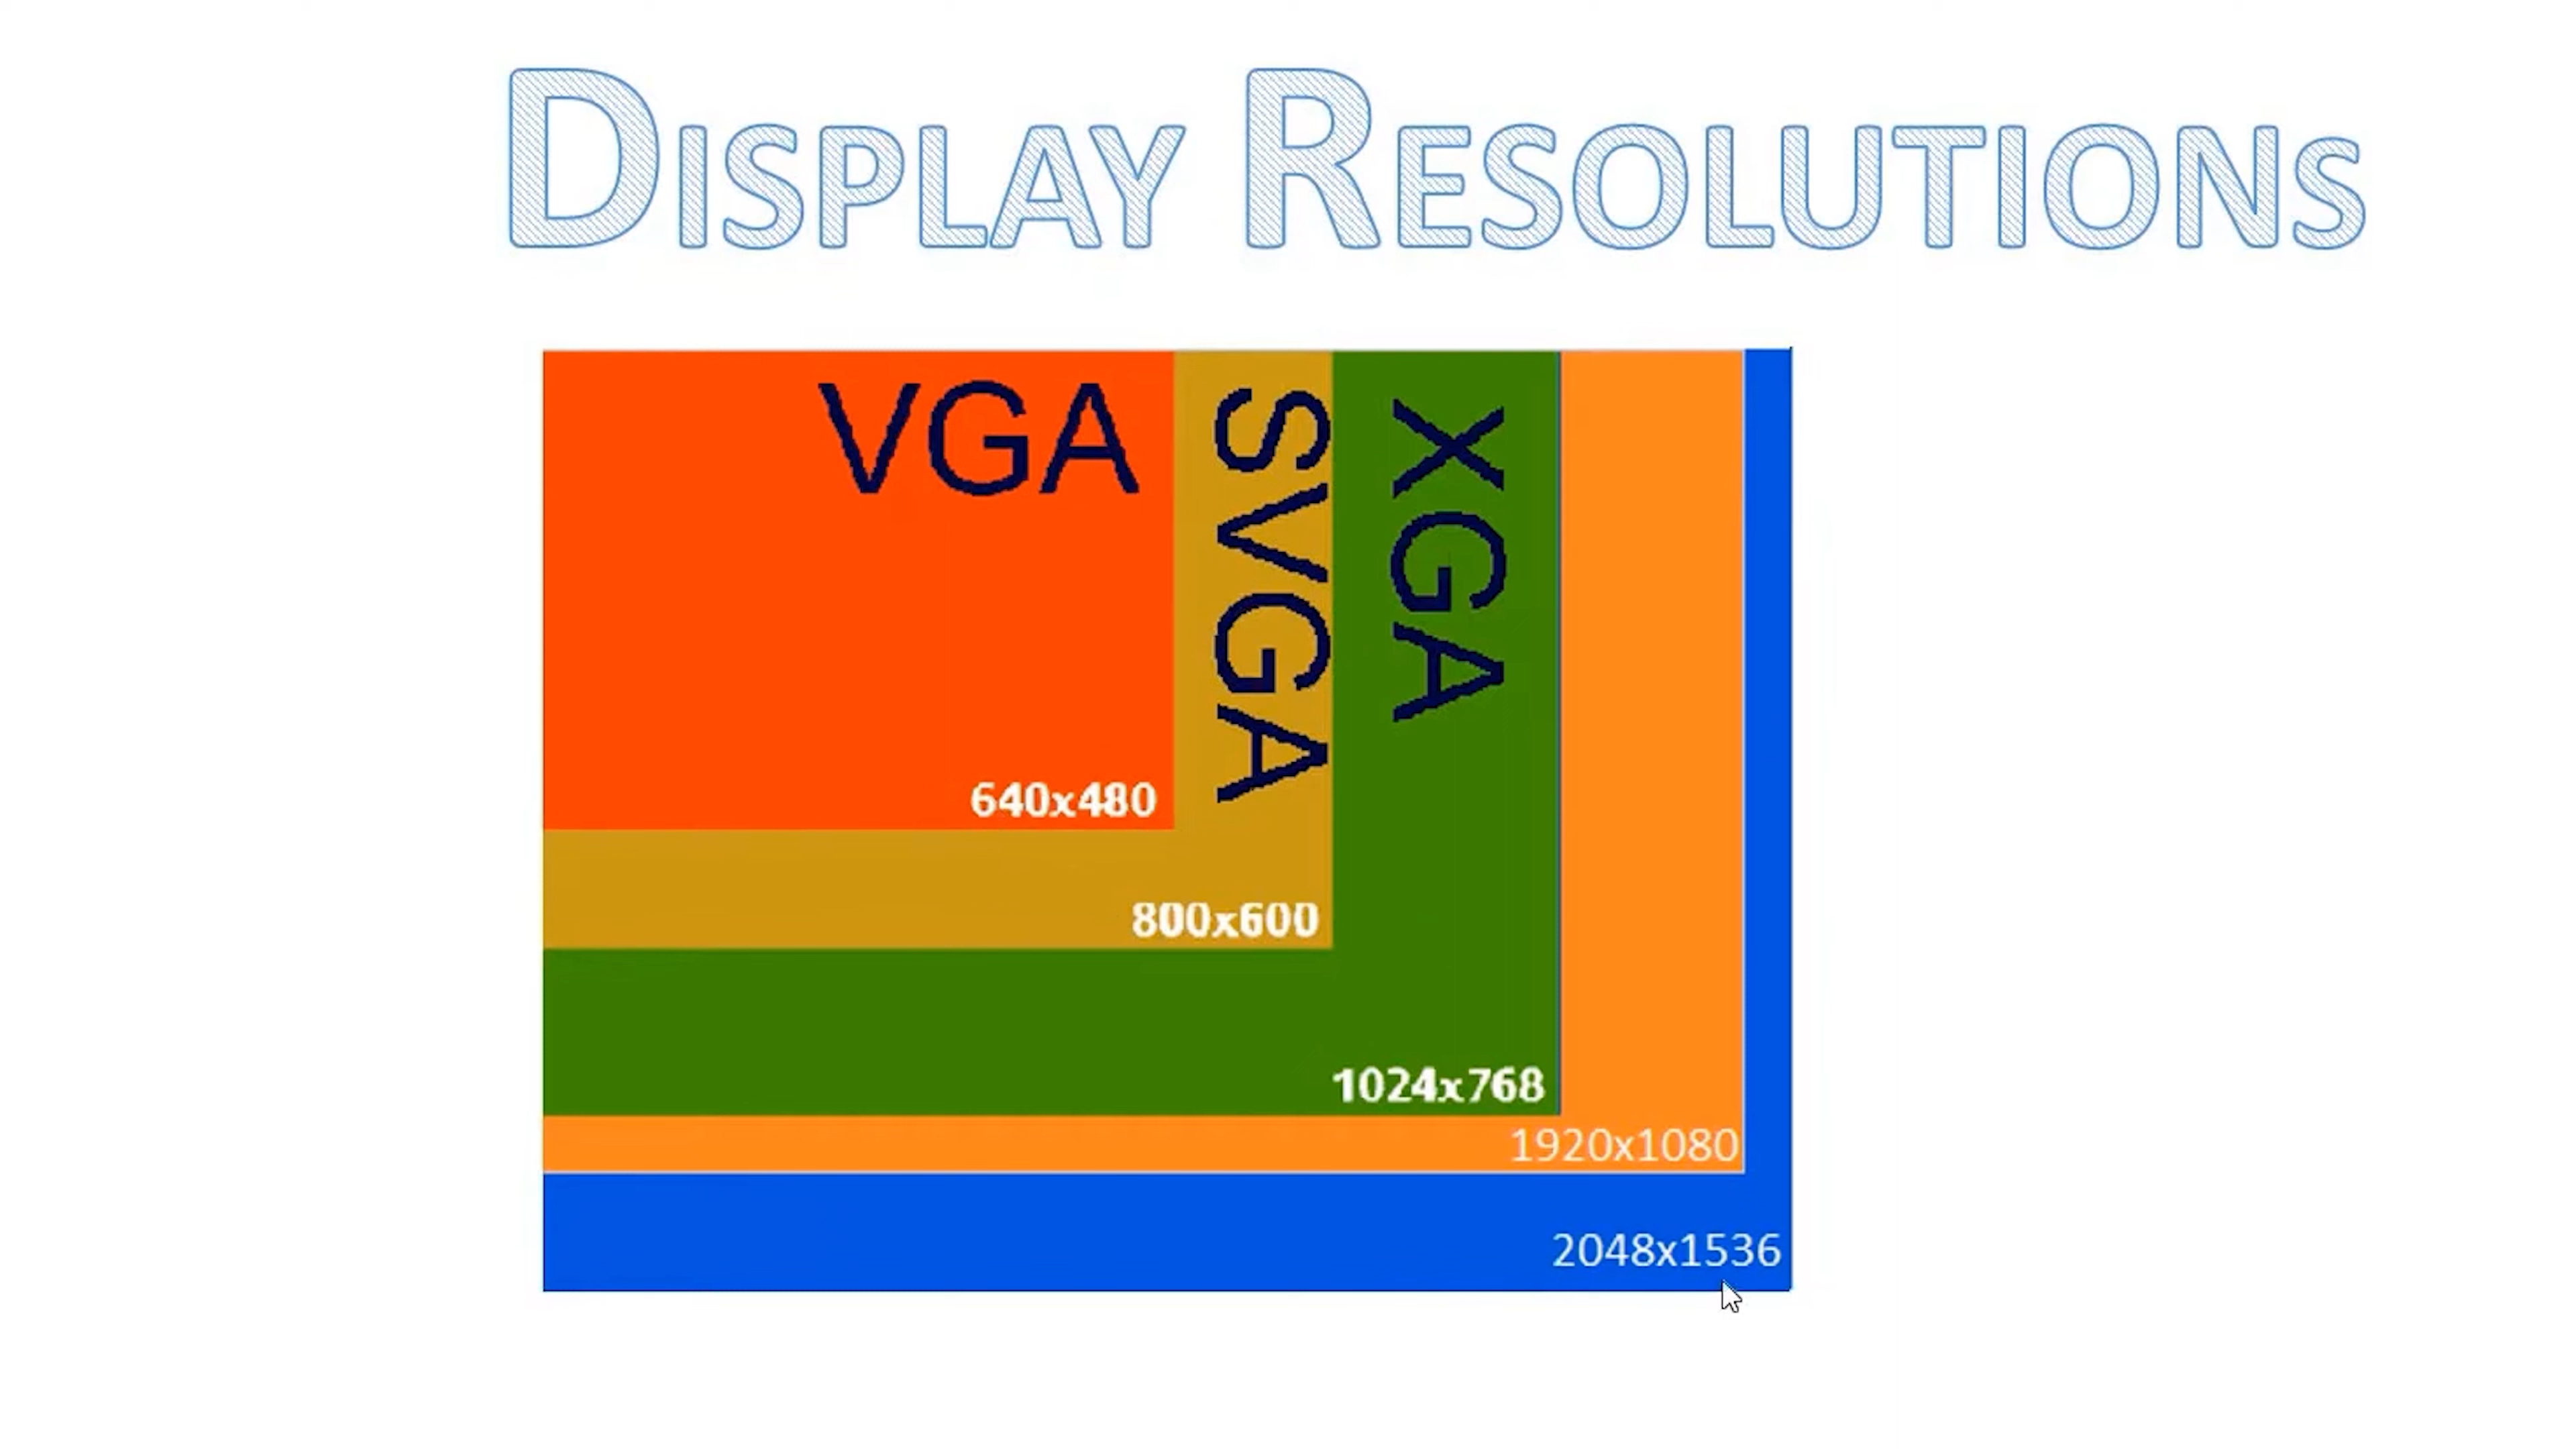 DISPLAY RESOLUTIONS
VGA
SVGA
XGA
640x480
800x600
1024x768
1920x1080
2048x1536